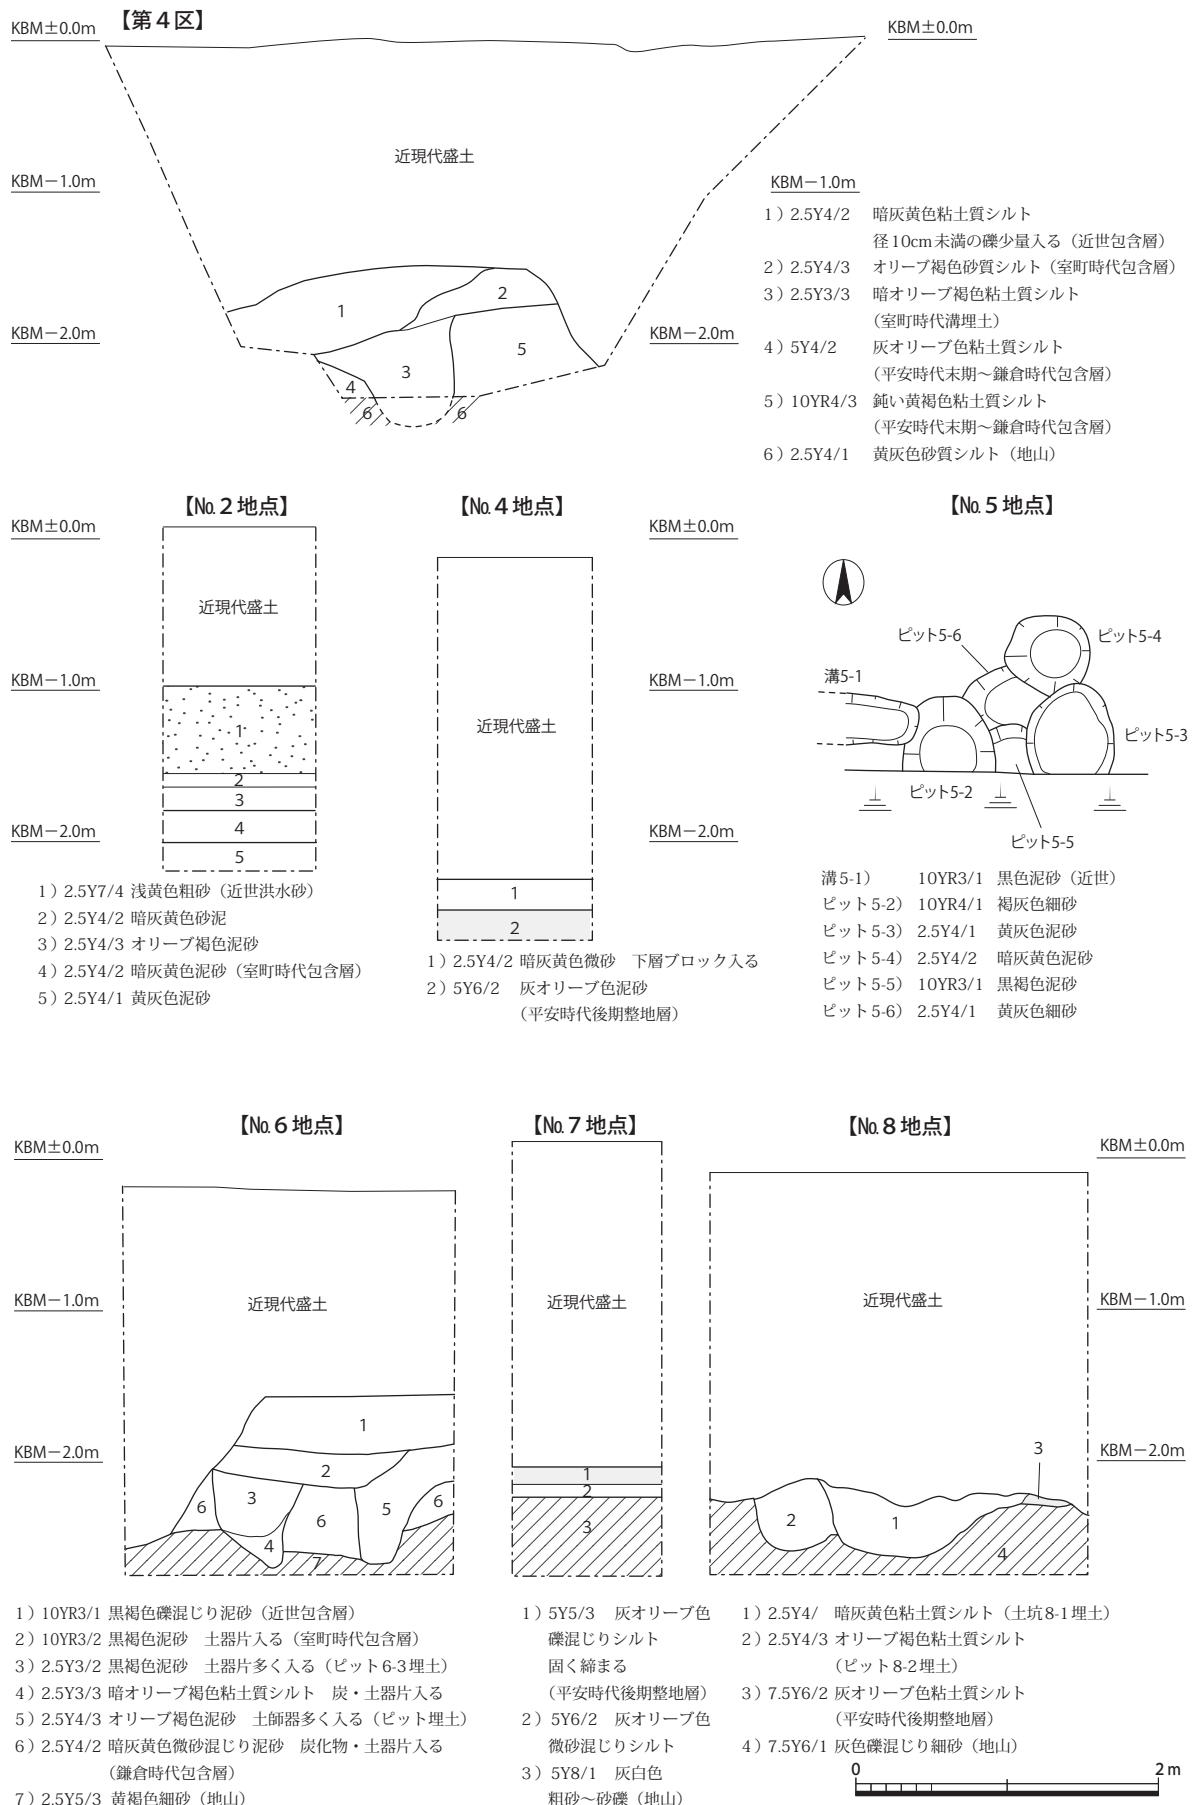 【第4区】
KBM±0.0m
KBM±0.0m
近現代盛土
KBM−1.0m
KBM−1.0m
KBM−2.0m
KBM−2.0m
1
2
3
4
5
6
6
1）2.5Y4/2 暗灰黄色粘土質シルト
径10cm未満の礫少量入る（近世包含層）
2）2.5Y4/3 オリーブ褐色砂質シルト（室町時代包含層）
3）2.5Y3/3 暗オリーブ褐色粘土質シルト
（室町時代溝埋土）
4）5Y4/2 灰オリーブ色粘土質シルト
（平安時代末期～鎌倉時代包含層）
5）10YR4/3 鈍い黄褐色粘土質シルト
（平安時代末期～鎌倉時代包含層）
6）2.5Y4/1 黄灰色砂質シルト（地山）
【No.2地点】
KBM±0.0m
近現代盛土
KBM−1.0m
1
2
3
4
5
KBM−2.0m
1）2.5Y7/4 浅黄色粗砂（近世洪水砂）
2）2.5Y4/2 暗灰黄色砂泥
3）2.5Y4/3 オリーブ褐色泥砂
4）2.5Y4/2 暗灰黄色泥砂（室町時代包含層）
5）2.5Y4/1 黄灰色泥砂
【No.4地点】
KBM±0.0m
近現代盛土
KBM−1.0m
KBM−2.0m
1
2
1）2.5Y4/2 暗灰黄色微砂 下層ブロック入る
2）5Y6/2 灰オリーブ色泥砂
（平安時代後期整地層）
【No.5地点】
ピット5-6
ピット5-4
溝5-1
ピット5-3
ピット5-2
ピット5-5
溝5-1） 10YR3/1 黒色泥砂（近世）
ピット5-2） 10YR4/1 褐灰色細砂
ピット5-3） 2.5Y4/1 黄灰色泥砂
ピット5-4） 2.5Y4/2 暗灰黄色泥砂
ピット5-5） 10YR3/1 黒褐色泥砂
ピット5-6） 2.5Y4/1 黄灰色細砂
【No.6地点】
KBM±0.0m
KBM−1.0m
近現代盛土
KBM−2.0m
1
2
3
4
5
6
6
6
7
1）10YR3/1 黒褐色礫混じり泥砂（近世包含層）
2）10YR3/2 黒褐色泥砂 土器片入る（室町時代包含層）
3）2.5Y3/2 黒褐色泥砂 土器片多く入る（ピット6-3埋土）
4）2.5Y3/3 暗オリーブ褐色粘土質シルト 炭・土器片入る
5）2.5Y4/3 オリーブ褐色泥砂 土師器多く入る（ピット埋土）
6）2.5Y4/2 暗灰黄色微砂混じり泥砂 炭化物・土器片入る
（鎌倉時代包含層）
7）2.5Y5/3 黄褐色細砂（地山）
【No.7地点】
近現代盛土
1
2
3
1）5Y5/3 灰オリーブ色
礫混じりシルト
固く締まる
（平安時代後期整地層）
2）5Y6/2 灰オリーブ色
微砂混じりシルト
3）5Y8/1 灰白色
粗砂～砂礫（地山）
【No.8地点】
KBM±0.0m
近現代盛土
KBM−1.0m
KBM−2.0m
3
2
1
4
1）2.5Y4/ 暗灰黄色粘土質シルト（土坑8-1埋土）
2）2.5Y4/3 オリーブ褐色粘土質シルト
（ピット8-2埋土）
3）7.5Y6/2 灰オリーブ色粘土質シルト
（平安時代後期整地層）
4）7.5Y6/1 灰色礫混じり細砂（地山）
0 2m